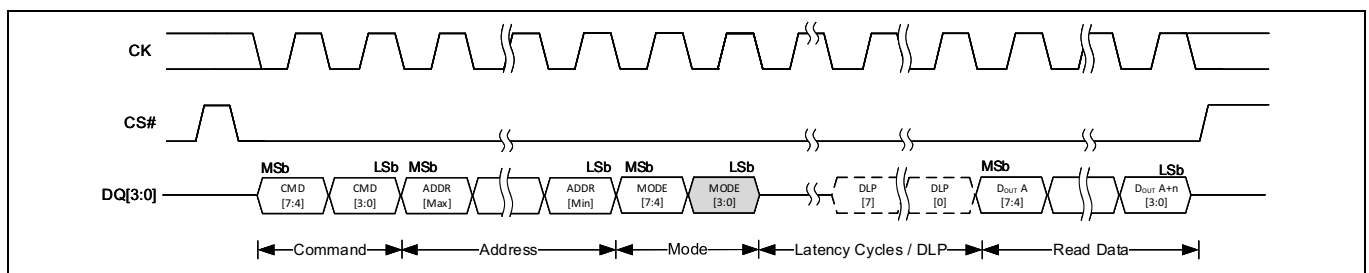 CK
CS#
MSb LSb MSb LSb MSb LSb MSb LSb
DQ[3:0] CMD [7:4] CMD [3:0] ADDR [Max] ADDR [Min] MODE [7:4] MODE [3:0] DLP [7] DLP [0] DOUT A [7:4] DOUT A+n [3:0]
Command Address Mode Latency Cycles / DLP Read Data